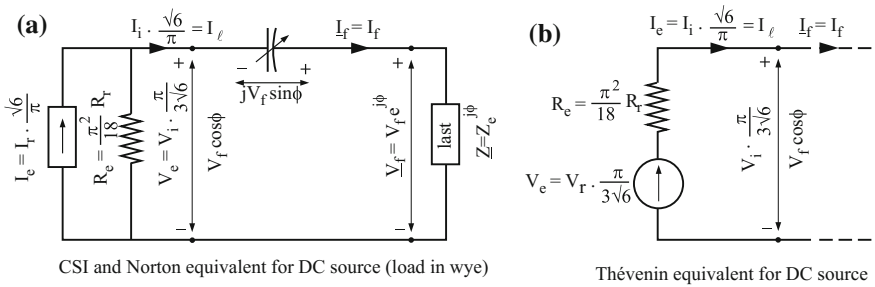 (a)
I_i · √6/π = I_ℓ
I_f = I_f
− +
jV_f sinϕ
I_e = I_r · √6/π
R_e = π²/18 R_r
+
V_e = V_i · π/3√6
V_f cosϕ
−
+
V_f = V_f e^jϕ
−
last
Z = Z_e^jϕ
CSI and Norton equivalent for DC source (load in wye)
(b)
I_e = I_i · √6/π = I_ℓ
I_f = I_f
R_e = π²/18 R_r
V_e = V_r · π/3√6
+
V_i · π/3√6
V_f cosϕ
−
Thévenin equivalent for DC source